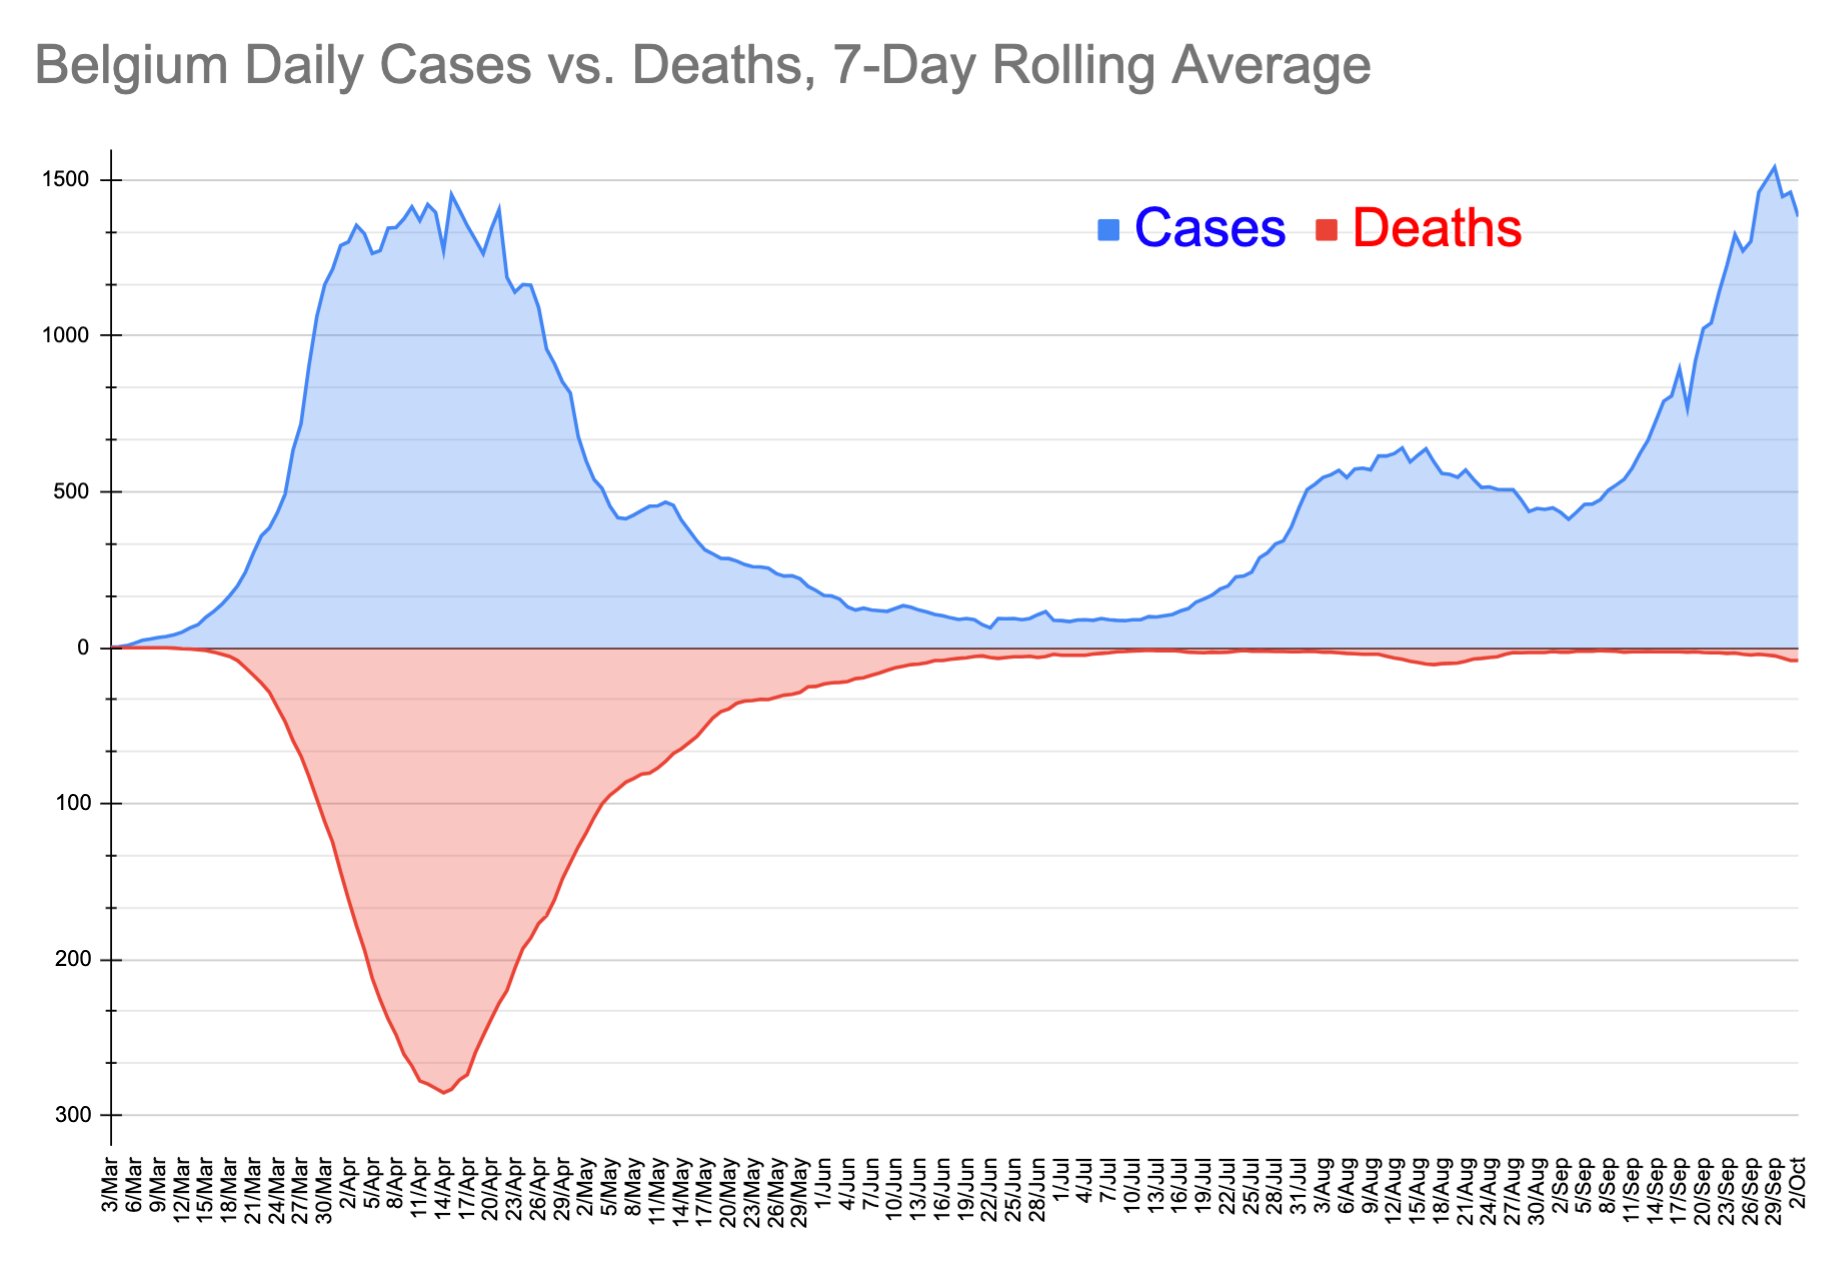 Belgium Daily Cases vs. Deaths, 7-Day Rolling Average
Cases Deaths
1500
1000
500
0
100
200
300
3/Mar
6/Mar
9/Mar
12/Mar
15/Mar
18/Mar
21/Mar
24/Mar
27/Mar
30/Mar
2/Apr
5/Apr
8/Apr
11/Apr
14/Apr
17/Apr
20/Apr
23/Apr
26/Apr
29/Apr
2/May
5/May
8/May
11/May
14/May
17/May
20/May
23/May
26/May
29/May
1/Jun
4/Jun
7/Jun
10/Jun
13/Jun
16/Jun
19/Jun
22/Jun
25/Jun
28/Jun
1/Jul
4/Jul
7/Jul
10/Jul
13/Jul
16/Jul
19/Jul
22/Jul
25/Jul
28/Jul
31/Jul
3/Aug
6/Aug
9/Aug
12/Aug
15/Aug
18/Aug
21/Aug
24/Aug
27/Aug
30/Aug
2/Sep
5/Sep
8/Sep
11/Sep
14/Sep
17/Sep
20/Sep
23/Sep
26/Sep
29/Sep
2/Oct